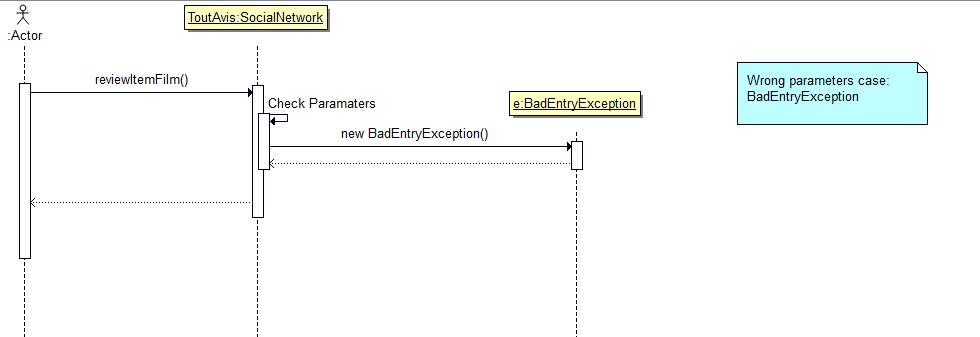 :Actor
ToutAvis:SocialNetwork
reviewItemFilm()
Check Paramaters
e:BadEntryException
new BadEntryException()
Wrong parameters case:
BadEntryException